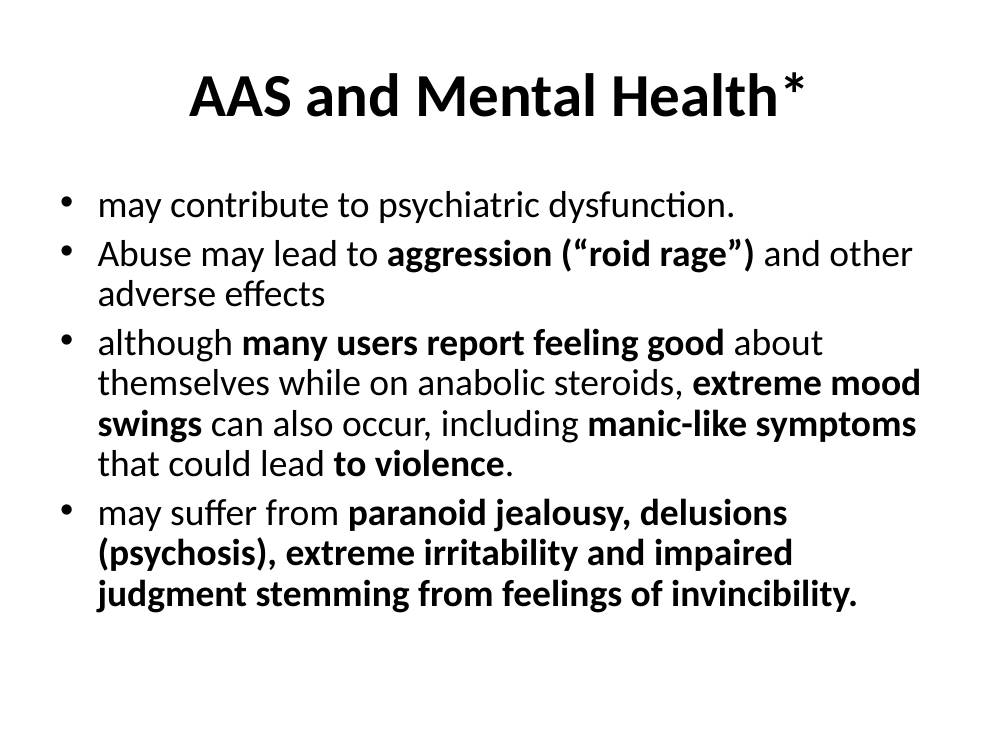 AAS and Mental Health*
• may contribute to psychiatric dysfunction.
• Abuse may lead to aggression (“roid rage”) and other
adverse effects
• although many users report feeling good about
themselves while on anabolic steroids, extreme mood
swings can also occur, including manic-like symptoms
that could lead to violence.
• may suffer from paranoid jealousy, delusions
(psychosis), extreme irritability and impaired
judgment stemming from feelings of invincibility.